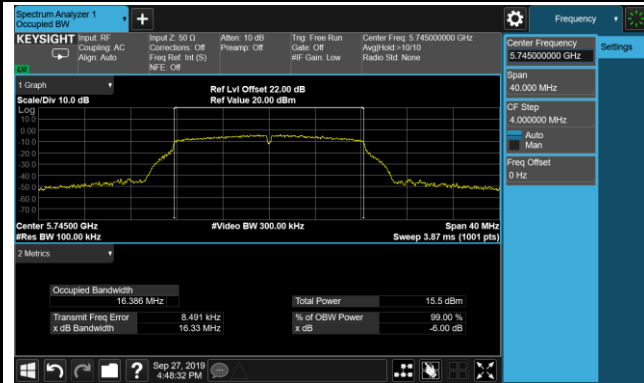 Spectrum Analyzer 1
Occupied BW
+
Frequency
KEYSIGHT
Input: RF
Coupling: AC
Align: Auto
Input Z: 50 Ω
Corrections: Off
Freq Ref: Int (S)
NFE: Off
Atten: 10 dB
Preamp: Off
Trig: Free Run
Gate: Off
#IF Gain: Low
Center Freq: 5.745000000 GHz
Avg|Hold:>10/10
Radio Std: None
LXI
Center Frequency
5.745000000 GHz
Settings
Span
40.000 MHz
CF Step
4.000000 MHz
Auto
Man
Freq Offset
0 Hz
1 Graph
Scale/Div 10.0 dB
Ref Lvl Offset 22.00 dB
Ref Value 20.00 dBm
Log
10.0
0.00
-10.0
-20.0
-30.0
-40.0
-50.0
-60.0
-70.0
Center 5.74500 GHz
#Res BW 100.00 kHz
#Video BW 300.00 kHz
Span 40 MHz
Sweep 3.87 ms (1001 pts)
2 Metrics
Occupied Bandwidth
16.386 MHz
Transmit Freq Error 8.491 kHz
x dB Bandwidth 16.33 MHz
Total Power 15.5 dBm
% of OBW Power 99.00 %
x dB -6.00 dB
?
Sep 27, 2019
4:48:32 PM